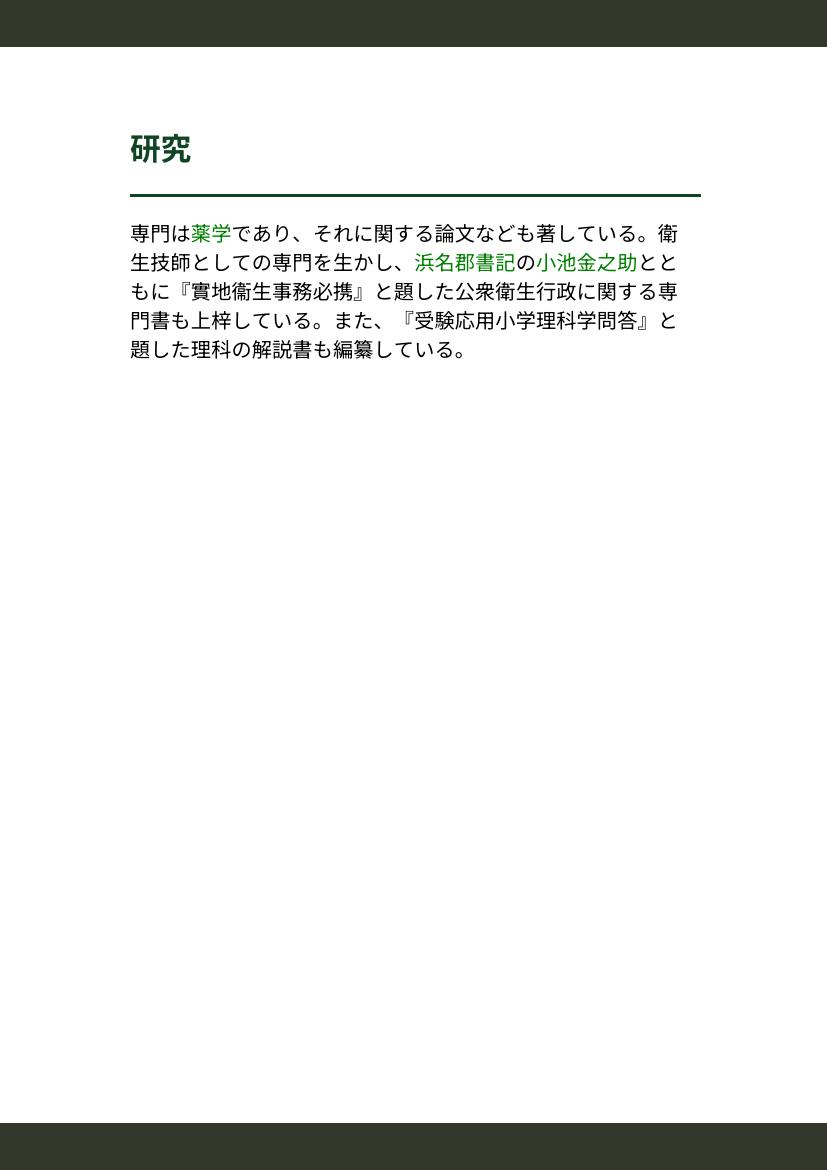 研究
専門は薬学であり、それに関する論文なども著している。衛
生技師としての専門を生かし、浜名郡書記の小池金之助とと
もに『實地衞生事務必携』と題した公衆衛生行政に関する専
門書も上梓している。また、『受験応用小学理科学問答』と
題した理科の解説書も編纂している。